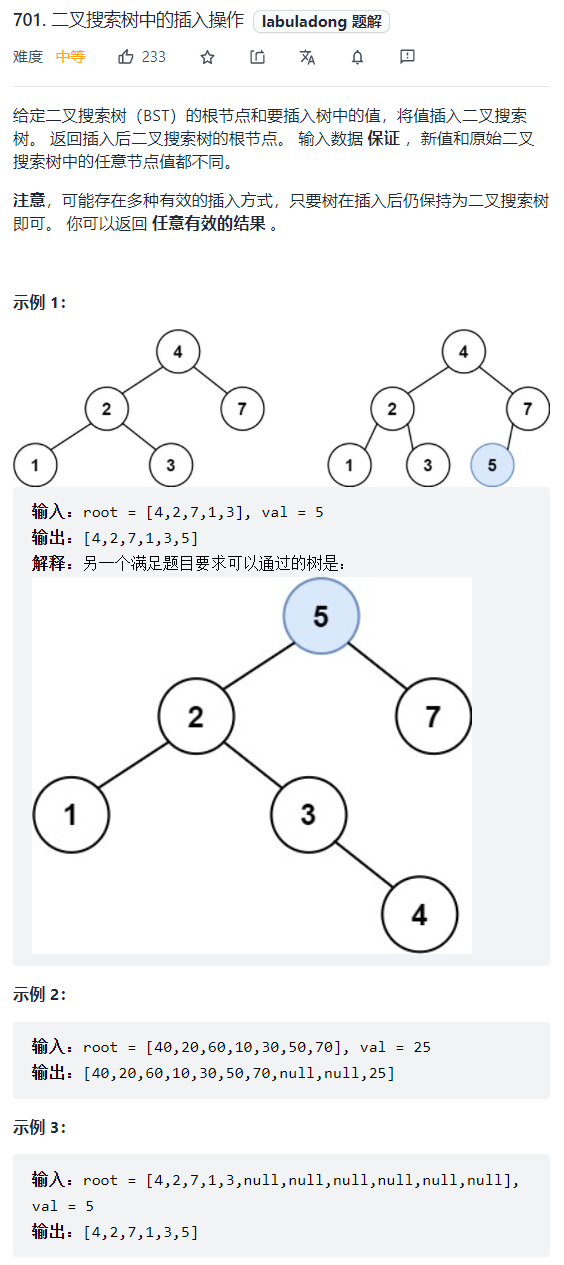 701. 二叉搜索树中的插入操作 labuladong 题解
难度 中等 233
给定二叉搜索树（BST）的根节点和要插入树中的值，将值插入二叉搜索
树。 返回插入后二叉搜索树的根节点。 输入数据 保证 ，新值和原始二叉
搜索树中的任意节点值都不同。
注意，可能存在多种有效的插入方式，只要树在插入后仍保持为二叉搜索树
即可。 你可以返回 任意有效的结果 。
示例 1：
4 4
2 7 2 7
1 3 1 3 5
输入：root = [4,2,7,1,3], val = 5
输出：[4,2,7,1,3,5]
解释：另一个满足题目要求可以通过的树是：
5
2 7
1 3
4
示例 2：
输入：root = [40,20,60,10,30,50,70], val = 25
输出：[40,20,60,10,30,50,70,null,null,25]
示例 3：
输入：root = [4,2,7,1,3,null,null,null,null,null,null],
val = 5
输出：[4,2,7,1,3,5]